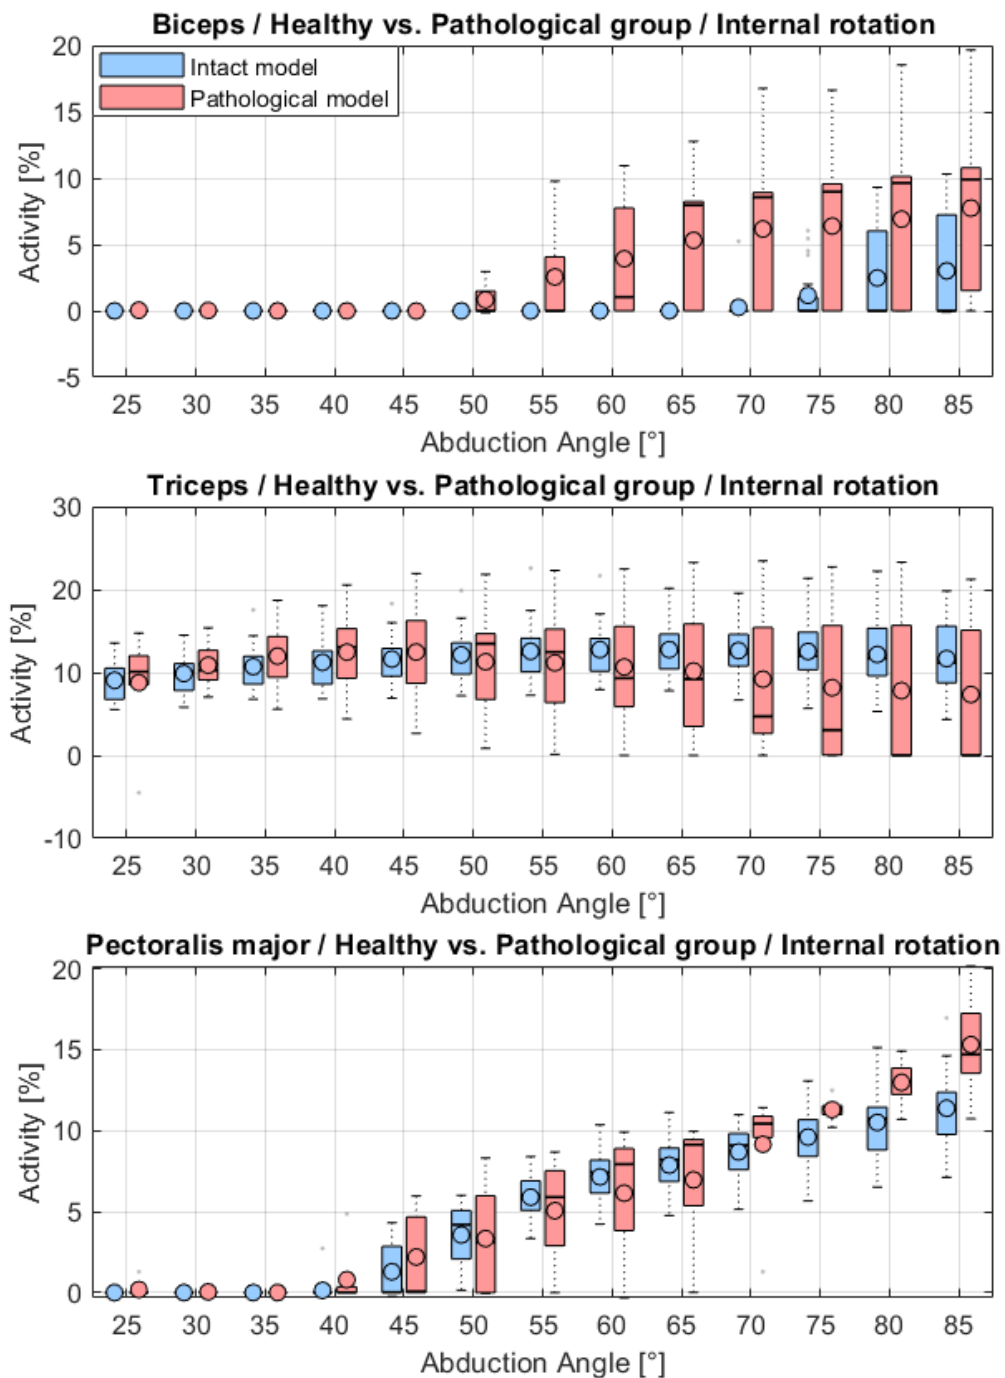 Biceps / Healthy vs. Pathological group / Internal rotation
20
15
10
5
0
-5
Activity [%]
Intact model
Pathological model
25 30 35 40 45 50 55 60 65 70 75 80 85
Abduction Angle [°]
Triceps / Healthy vs. Pathological group / Internal rotation
30
20
10
0
-10
Activity [%]
25 30 35 40 45 50 55 60 65 70 75 80 85
Abduction Angle [°]
Pectoralis major / Healthy vs. Pathological group / Internal rotation
20
15
10
5
0
Activity [%]
25 30 35 40 45 50 55 60 65 70 75 80 85
Abduction Angle [°]